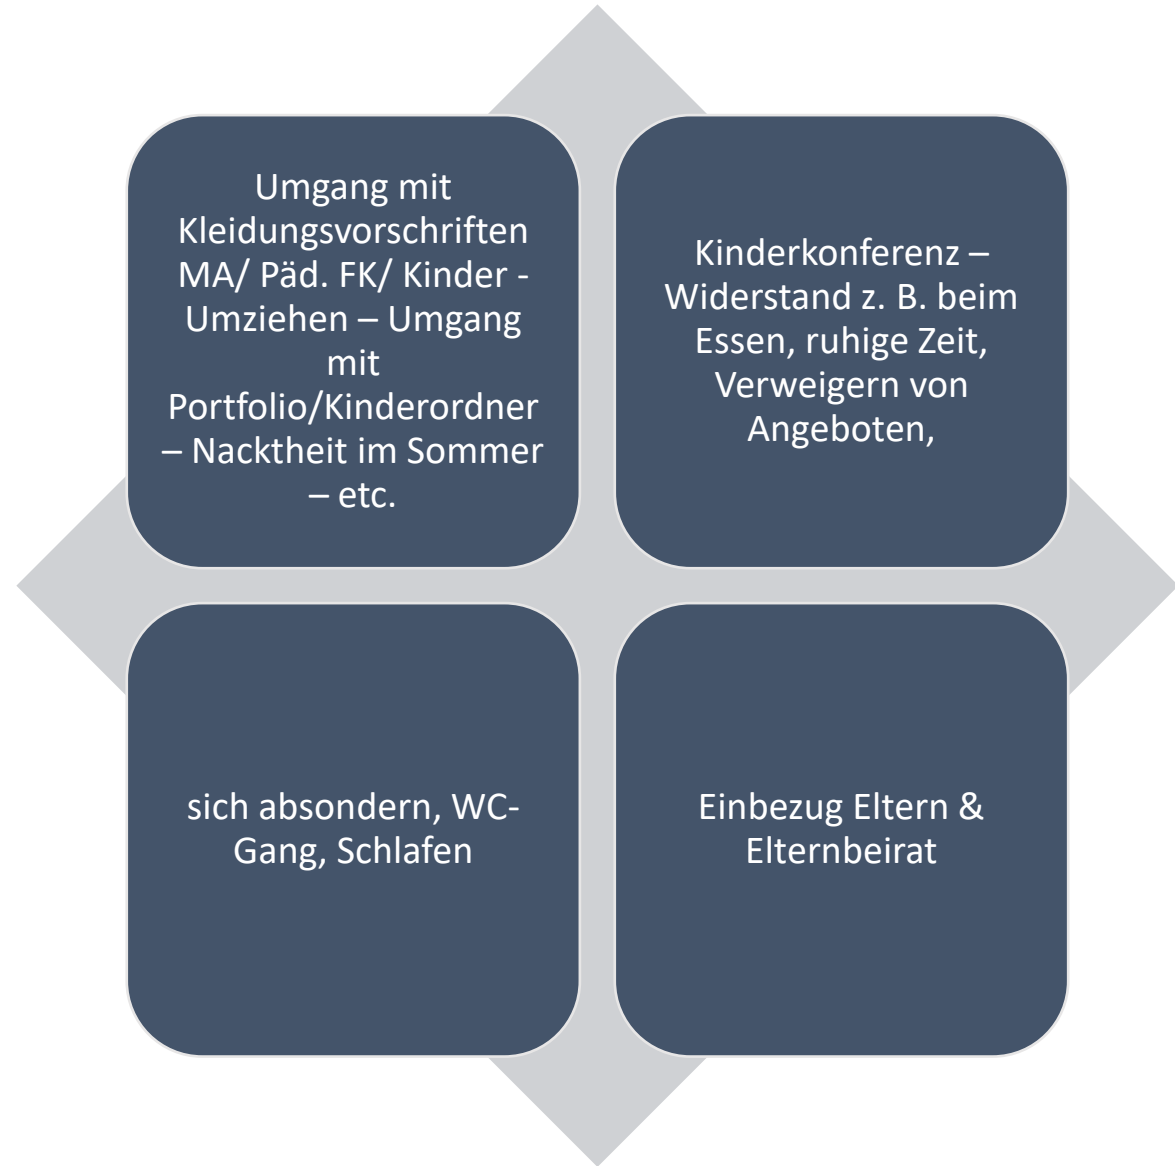 Umgang mit
Kleidungsvorschriften
MA/ Päd. FK/ Kinder -
Umziehen – Umgang
mit
Portfolio/Kinderordner
– Nacktheit im Sommer
– etc.
Kinderkonferenz –
Widerstand z. B. beim
Essen, ruhige Zeit,
Verweigern von
Angeboten,
sich absondern, WC-
Gang, Schlafen
Einbezug Eltern &
Elternbeirat